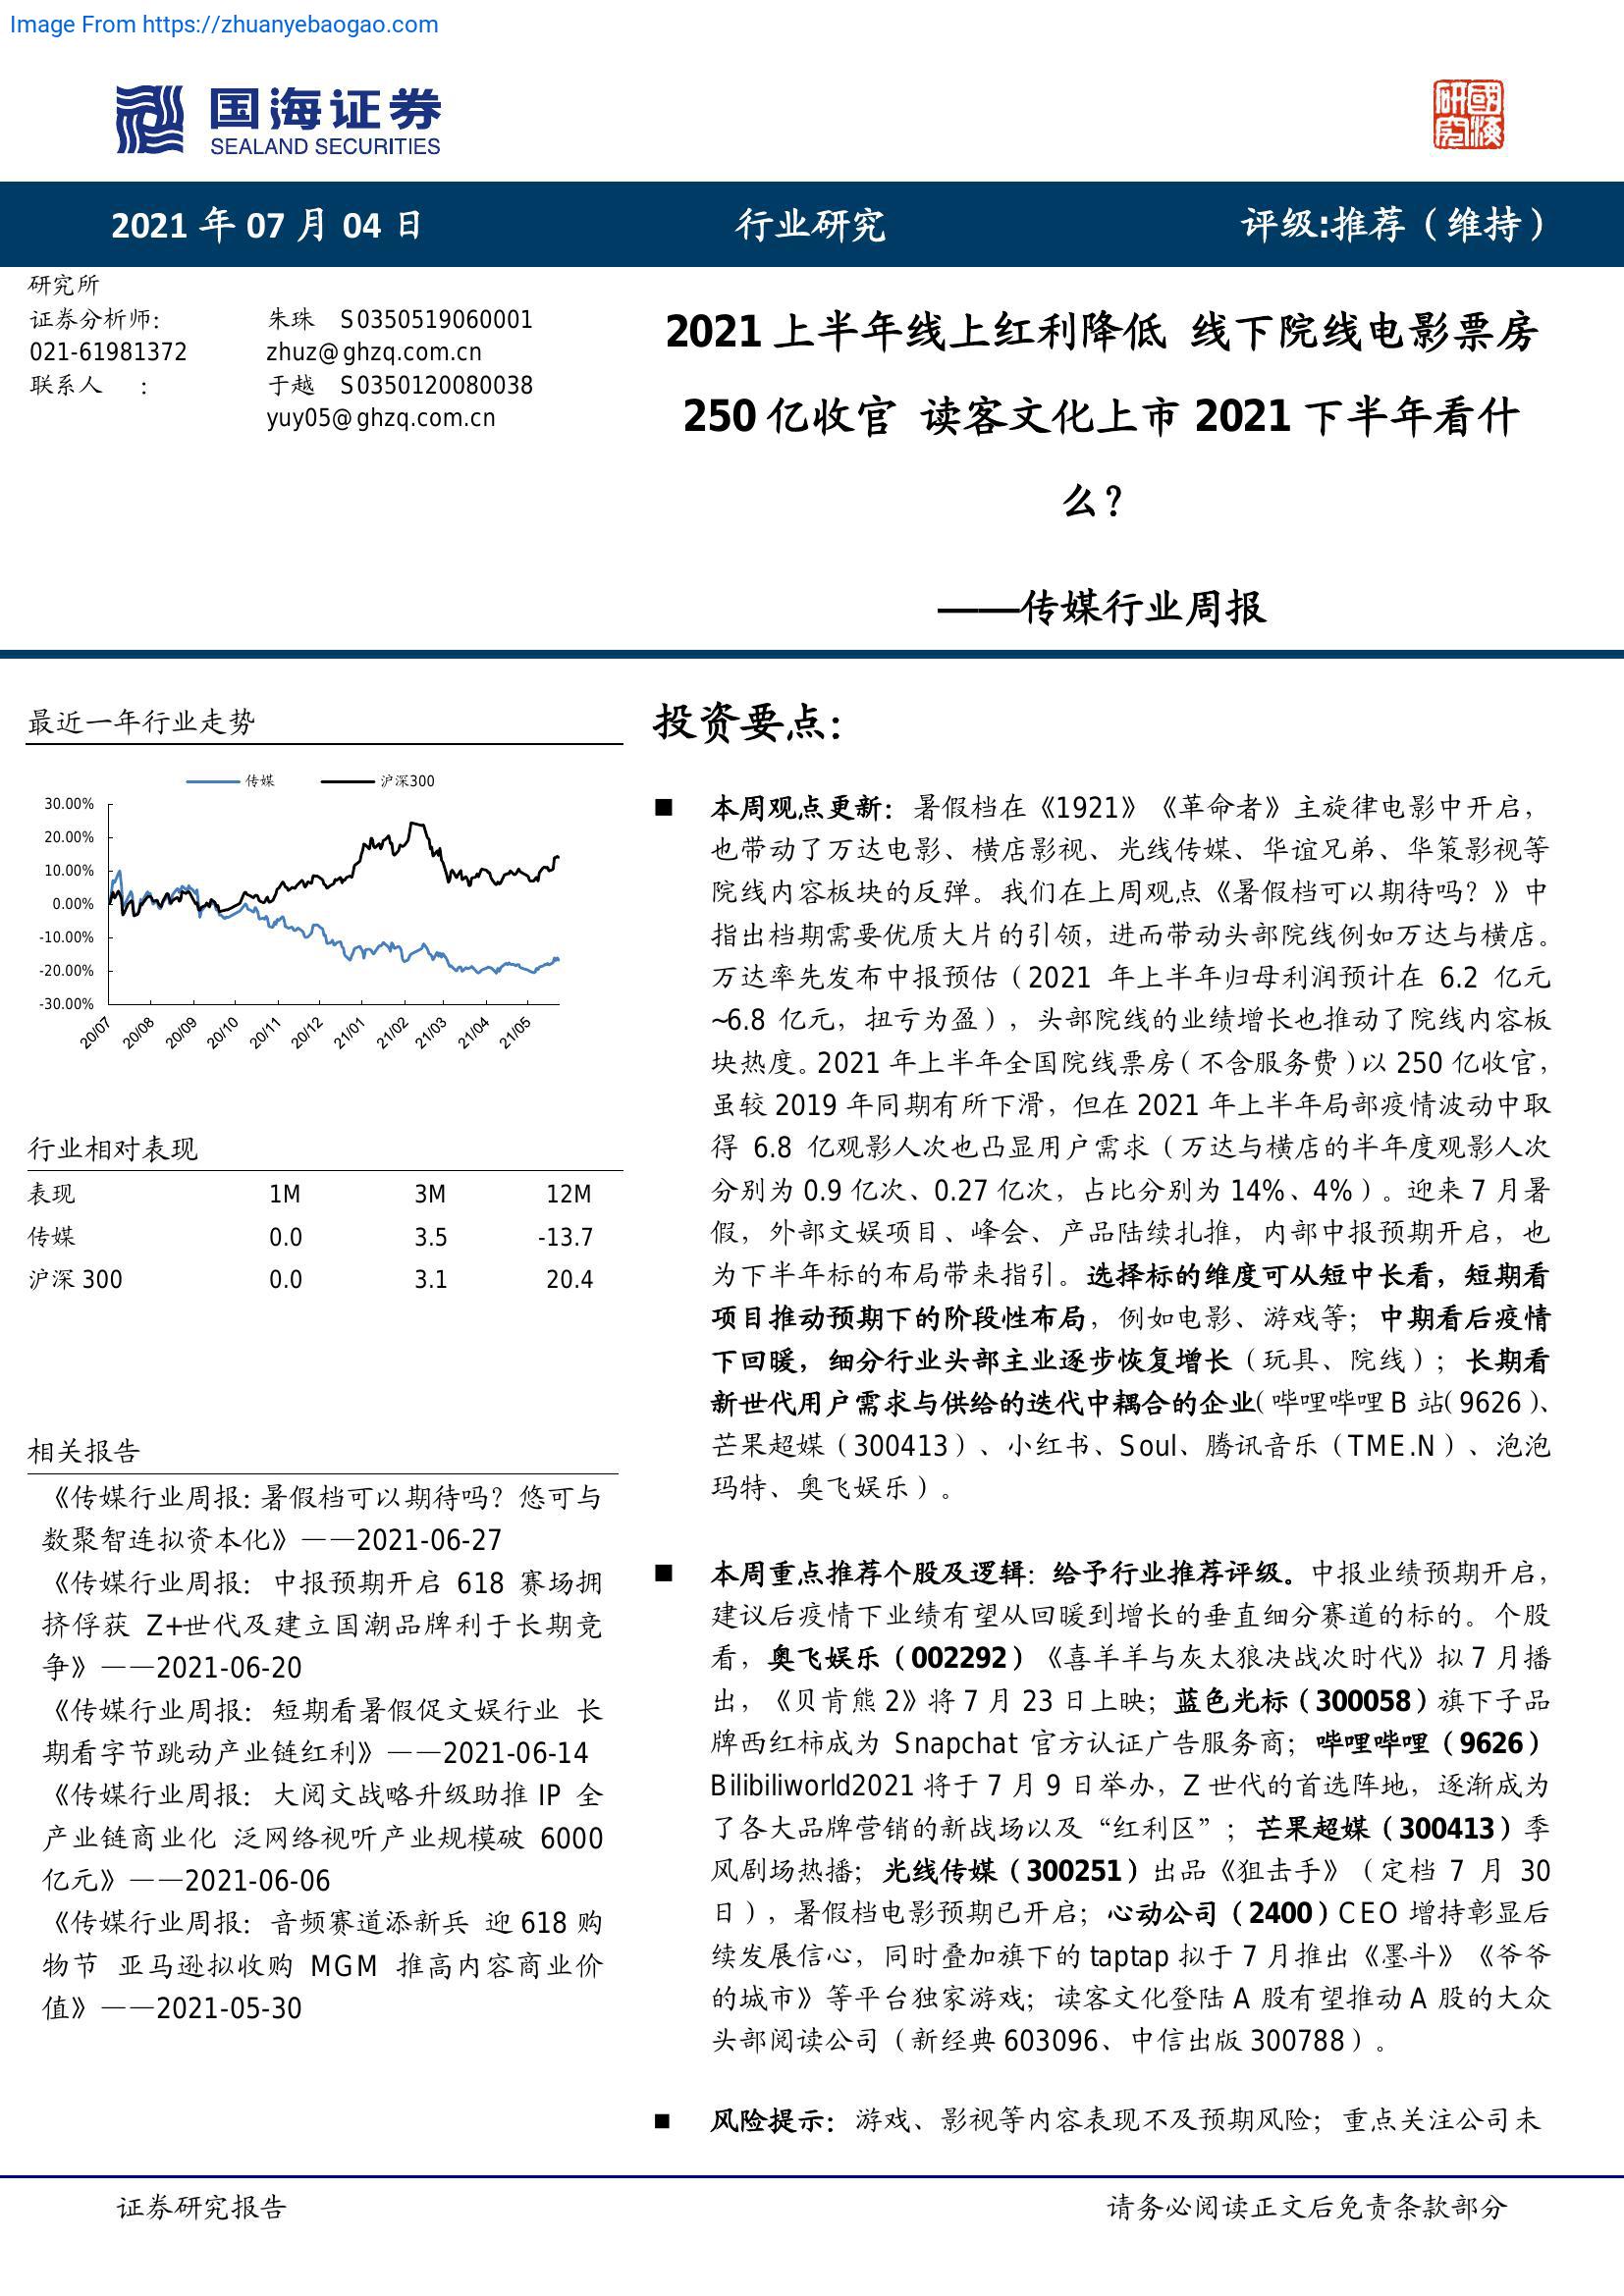 Image From https://zhuanyebaogao.com
国海证券
SEALAND SECURITIES
研究
國海
2021 年 07 月 04 日
行业研究
评级:推荐（维持）
研究所
证券分析师: 朱珠 S0350519060001
021-61981372 zhuz@ghzq.com.cn
联系人 : 于越 S0350120080038
yuy05@ghzq.com.cn
2021 上半年线上红利降低 线下院线电影票房
250 亿收官 读客文化上市 2021 下半年看什
么？
——传媒行业周报
最近一年行业走势
传媒 沪深300
30.00%
20.00%
10.00%
0.00%
-10.00%
-20.00%
-30.00%
20/07 20/08 20/09 20/10 20/11 20/12 21/01 21/02 21/03 21/04 21/05
行业相对表现
表现 1M 3M 12M
传媒 0.0 3.5 -13.7
沪深 300 0.0 3.1 20.4
相关报告
《传媒行业周报:暑假档可以期待吗？悠可与
数聚智连拟资本化》——2021-06-27
《传媒行业周报：中报预期开启 618 赛场拥
挤俘获 Z+世代及建立国潮品牌利于长期竞
争》——2021-06-20
《传媒行业周报：短期看暑假促文娱行业 长
期看字节跳动产业链红利》——2021-06-14
《传媒行业周报：大阅文战略升级助推 IP 全
产业链商业化 泛网络视听产业规模破 6000
亿元》——2021-06-06
《传媒行业周报：音频赛道添新兵 迎 618 购
物节 亚马逊拟收购 MGM 推高内容商业价
值》——2021-05-30
投资要点：
■ 本周观点更新：暑假档在《1921》《革命者》主旋律电影中开启，
也带动了万达电影、横店影视、光线传媒、华谊兄弟、华策影视等
院线内容板块的反弹。我们在上周观点《暑假档可以期待吗？》中
指出档期需要优质大片的引领，进而带动头部院线例如万达与横店。
万达率先发布中报预估（2021 年上半年归母利润预计在 6.2 亿元
~6.8 亿元，扭亏为盈），头部院线的业绩增长也推动了院线内容板
块热度。2021 年上半年全国院线票房（不含服务费）以 250 亿收官，
虽较 2019 年同期有所下滑，但在 2021 年上半年局部疫情波动中取
得 6.8 亿观影人次也凸显用户需求（万达与横店的半年度观影人次
分别为 0.9 亿次、0.27 亿次，占比分别为 14%、4%）。迎来 7 月暑
假，外部文娱项目、峰会、产品陆续扎推，内部中报预期开启，也
为下半年标的布局带来指引。选择标的维度可从短中长看，短期看
项目推动预期下的阶段性布局，例如电影、游戏等；中期看后疫情
下回暖，细分行业头部主业逐步恢复增长（玩具、院线）；长期看
新世代用户需求与供给的迭代中耦合的企业（哔哩哔哩 B 站（9626）、
芒果超媒（300413）、小红书、Soul、腾讯音乐（TME.N）、泡泡
玛特、奥飞娱乐）。
■ 本周重点推荐个股及逻辑：给予行业推荐评级。中报业绩预期开启，
建议后疫情下业绩有望从回暖到增长的垂直细分赛道的标的。个股
看，奥飞娱乐（002292）《喜羊羊与灰太狼决战次时代》拟 7 月播
出，《贝肯熊 2》将 7 月 23 日上映；蓝色光标（300058）旗下子品
牌西红柿成为 Snapchat 官方认证广告服务商；哔哩哔哩（9626）
Bilibiliworld2021 将于 7 月 9 日举办，Z 世代的首选阵地，逐渐成为
了各大品牌营销的新战场以及“红利区”；芒果超媒（300413）季
风剧场热播；光线传媒（300251）出品《狙击手》（定档 7 月 30
日），暑假档电影预期已开启；心动公司（2400）CEO 增持彰显后
续发展信心，同时叠加旗下的 taptap 拟于 7 月推出《墨斗》《爷爷
的城市》等平台独家游戏；读客文化登陆 A 股有望推动 A 股的大众
头部阅读公司（新经典 603096、中信出版 300788）。
■ 风险提示：游戏、影视等内容表现不及预期风险；重点关注公司未
证券研究报告
请务必阅读正文后免责条款部分